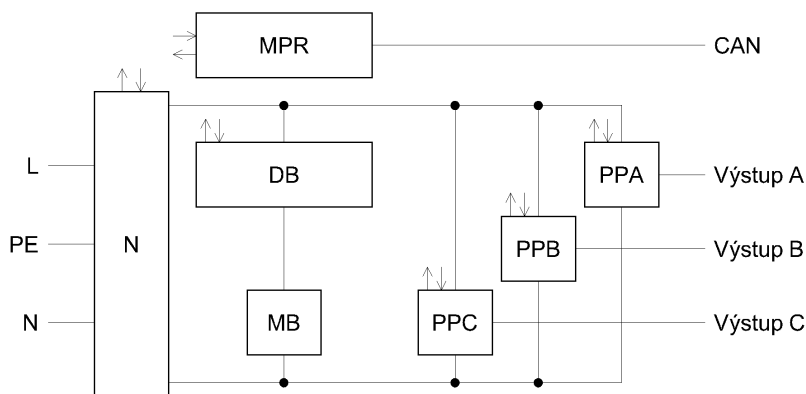 MPR
CAN
L
PE
N
N
DB
MB
PPC
PPB
PPA
Výstup A
Výstup B
Výstup C